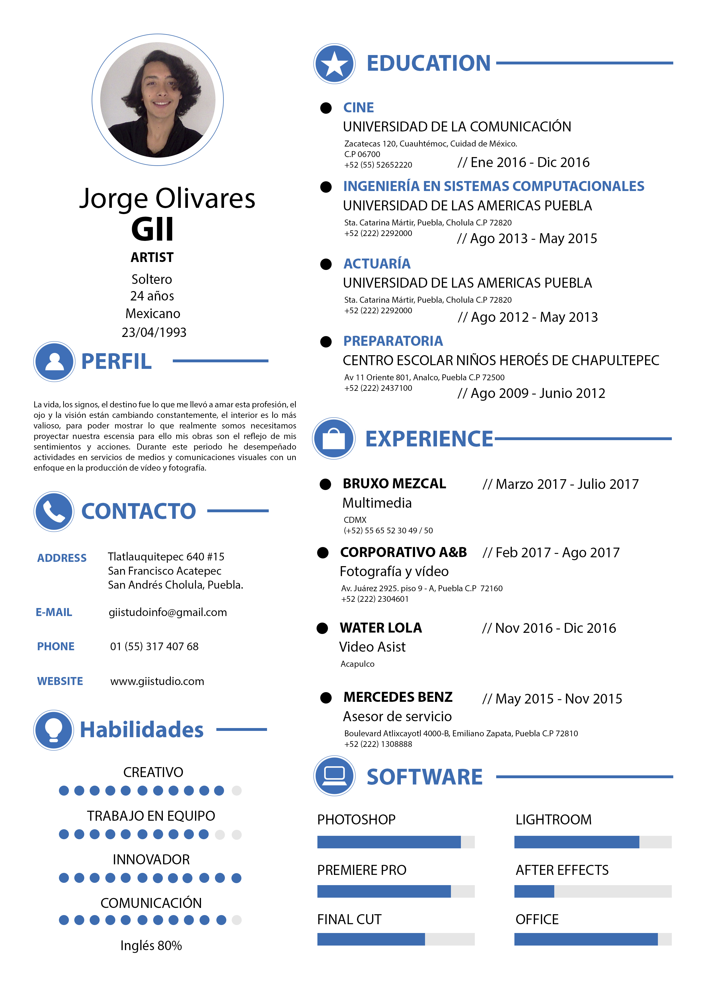 Jorge Olivares
GII
ARTIST
Soltero
24 años
Mexicano
23/04/1993
PERFIL
La vida, los signos, el destino fue lo que me llevó a amar esta profesión, el
ojo y la visión están cambiando constantemente, el interior es lo más
valioso, para poder mostrar lo que realmente somos necesitamos
proyectar nuestra escensia para ello mis obras son el reflejo de mis
sentimientos y acciones. Durante este periodo he desempeñado
actividades en servicios de medios y comunicaciones visuales con un
enfoque en la producción de vídeo y fotografía.
CONTACTO
ADDRESS Tlatlauquitepec 640 #15
San Francisco Acatepec
San Andrés Cholula, Puebla.
E-MAIL giistudoinfo@gmail.com
PHONE 01 (55) 317 407 68
WEBSITE www.giistudio.com
Habilidades
CREATIVO
TRABAJO EN EQUIPO
INNOVADOR
COMUNICACIÓN
Inglés 80%
EDUCATION
CINE
UNIVERSIDAD DE LA COMUNICACIÓN
Zacatecas 120, Cuauhtémoc, Cuidad de México.
C.P 06700
+52 (55) 52652220 // Ene 2016 - Dic 2016
INGENIERÍA EN SISTEMAS COMPUTACIONALES
UNIVERSIDAD DE LAS AMERICAS PUEBLA
Sta. Catarina Mártir, Puebla, Cholula C.P 72820
+52 (222) 2292000 // Ago 2013 - May 2015
ACTUARÍA
UNIVERSIDAD DE LAS AMERICAS PUEBLA
Sta. Catarina Mártir, Puebla, Cholula C.P 72820
+52 (222) 2292000 // Ago 2012 - May 2013
PREPARATORIA
CENTRO ESCOLAR NIÑOS HEROÉS DE CHAPULTEPEC
Av 11 Oriente 801, Analco, Puebla C.P 72500
+52 (222) 2437100 // Ago 2009 - Junio 2012
EXPERIENCE
BRUXO MEZCAL // Marzo 2017 - Julio 2017
Multimedia
CDMX
(+52) 55 65 52 30 49 / 50
CORPORATIVO A&B // Feb 2017 - Ago 2017
Fotografía y vídeo
Av. Juárez 2925. piso 9 - A, Puebla C.P 72160
+52 (222) 2304601
WATER LOLA // Nov 2016 - Dic 2016
Video Asist
Acapulco
MERCEDES BENZ // May 2015 - Nov 2015
Asesor de servicio
Boulevard Atlixcayotl 4000-B, Emiliano Zapata, Puebla C.P 72810
+52 (222) 1308888
SOFTWARE
PHOTOSHOP LIGHTROOM
PREMIERE PRO AFTER EFFECTS
FINAL CUT OFFICE